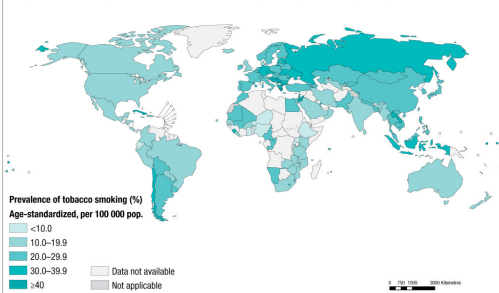 Prevalence of tobacco smoking (%)
Age-standardized, per 100 000 pop.
<10.0
10.0–19.9
20.0–29.9
30.0–39.9
≥40
Data not available
Not applicable
0 750 1500 3000 Kilometres